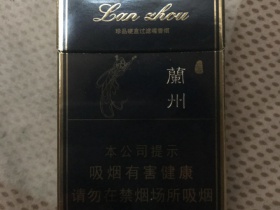 Lan zhou
蘭州
本公司提示
吸烟有害健康
请勿在禁烟场所吸烟